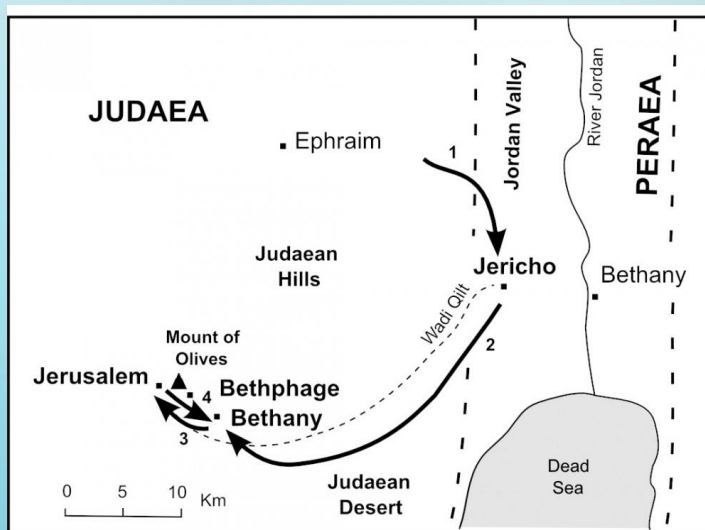 JUDAEA
Ephraim
1
Jordan Valley
River Jordan
PERAEA
Judaean
Hills
Jericho
Bethany
Wadi Qilt
2
Mount of
Olives
Jerusalem
4
Bethphage
Bethany
3
Judaean
Desert
Dead
Sea
0 5 10 Km